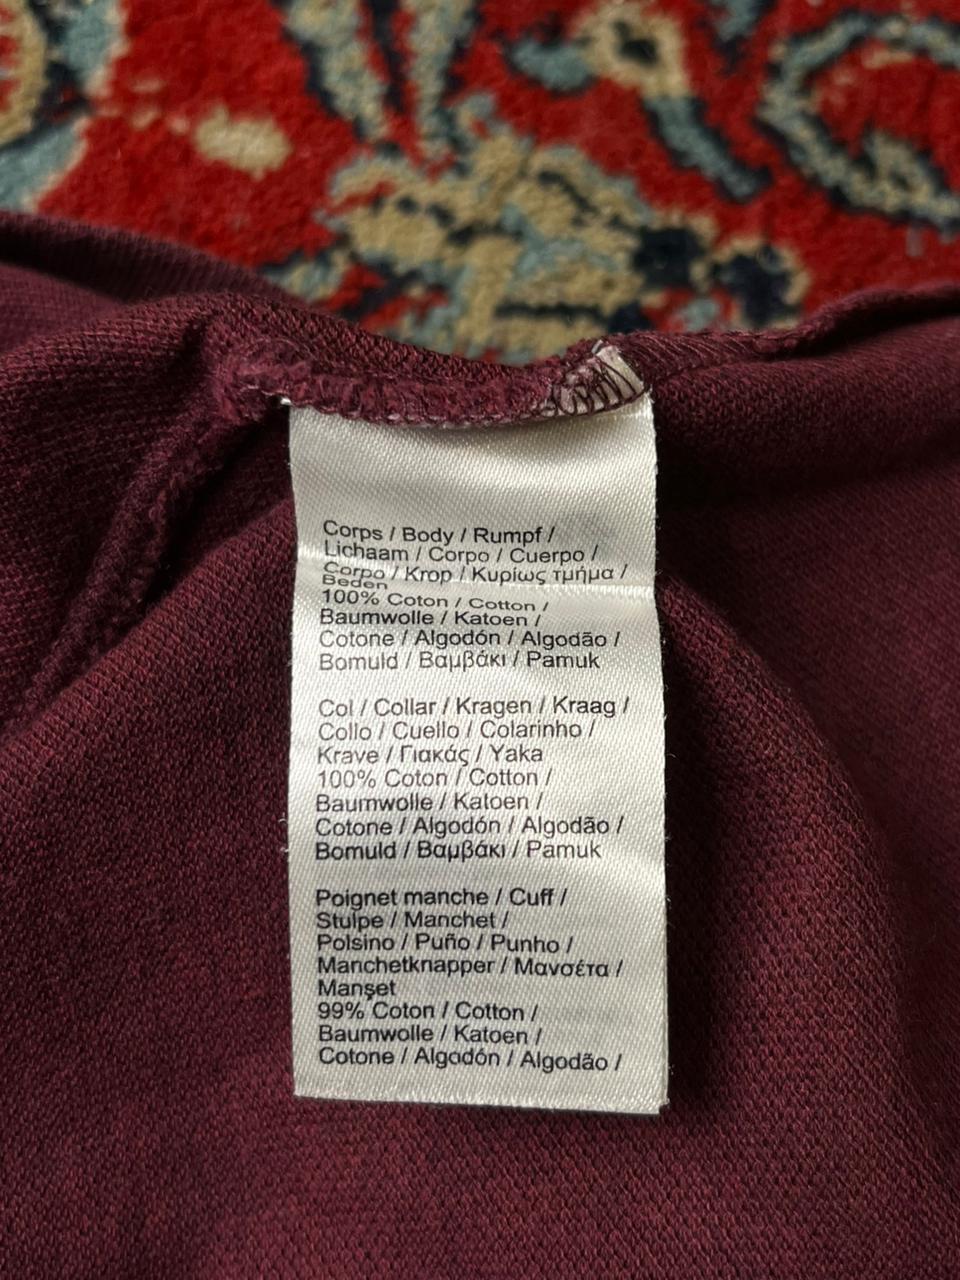 Corps / Body / Rumpf /
Lichaam / Corpo / Cuerpo /
Corpo / Krop / Κυρίως τμήμα /
Beden
100% Coton / Cotton /
Baumwolle / Katoen /
Cotone / Algodón / Algodão /
Bomuld / Βαμβάκι / Pamuk
Col / Collar / Kragen / Kraag /
Collo / Cuello / Colarinho /
Krave / Γιακάς / Yaka
100% Coton / Cotton /
Baumwolle / Katoen /
Cotone / Algodón / Algodão /
Bomuld / Βαμβάκι / Pamuk
Poignet manche / Cuff /
Stulpe / Manchet /
Polsino / Puño / Punho /
Manchetknapper / Μανσέτα /
Manşet
99% Coton / Cotton /
Baumwolle / Katoen /
Cotone / Algodón / Algodão /